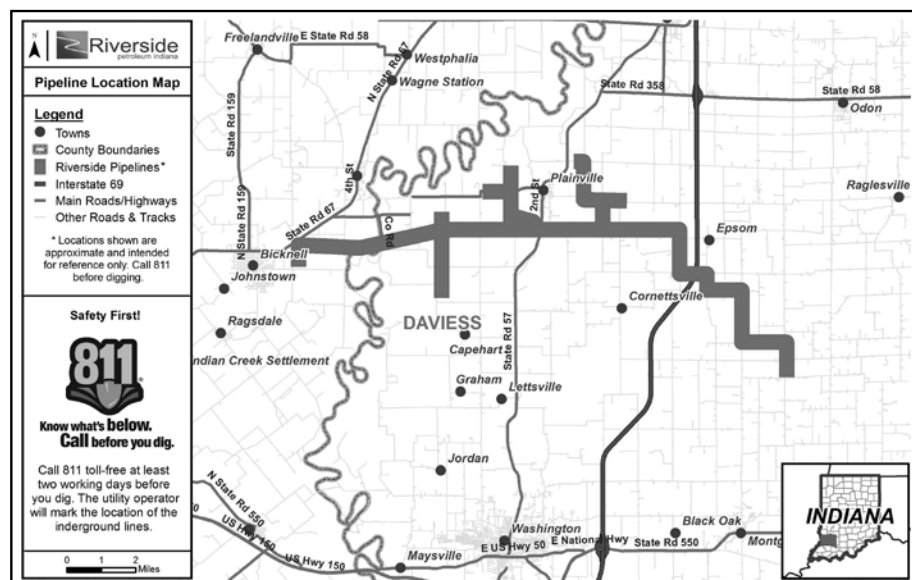 Riverside
petroleum indiana
Pipeline Location Map
Legend
Towns
County Boundaries
Riverside Pipelines*
Interstate 69
Main Roads/Highways
Other Roads & Tracks
* Locations shown are
approximate and intended
for reference only. Call 811
before digging.
Safety First!
811
Know what's below.
Call before you dig.
Call 811 toll-free at least
two working days before
you dig. The utility operator
will mark the location of the
inderground lines.
0 1 2
Miles
Freelandville
E State Rd 58
Westphalia
N State Rd 67
Wagne Station
State Rd 159
State Rd 358
State Rd 58
Odon
4th St
Plainville
2nd St
Raglesville
State Rd 67
Co Rd
N State Rd 159
Epsom
Bicknell
Johnstown
Cornettsville
Ragsdale
DAVIESS
State Rd 57
Capehart
ndian Creek Settlement
Graham
Lettsville
Jordan
N State Rd 550
US Hwy 150
US Hwy 150
Maysville
Washington
E US Hwy 50
E National Hwy
Black Oak
State Rd 550
Montg
INDIANA